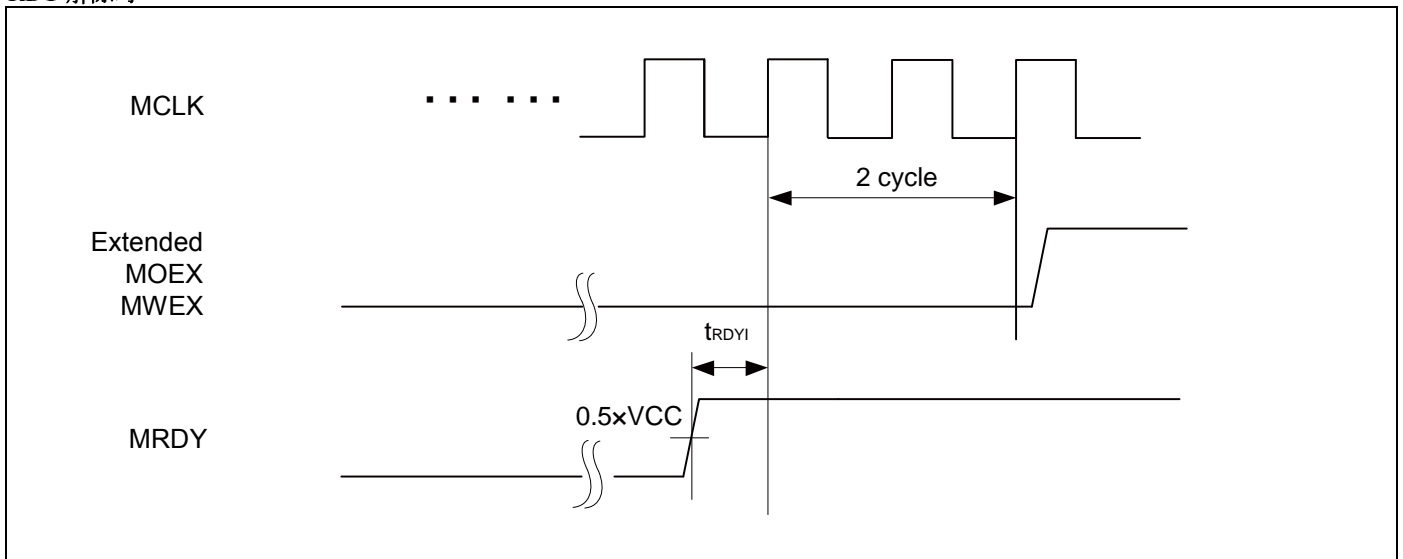 MCLK
2 cycle
Extended
MOEX
MWEX
tRDYI
0.5×VCC
MRDY